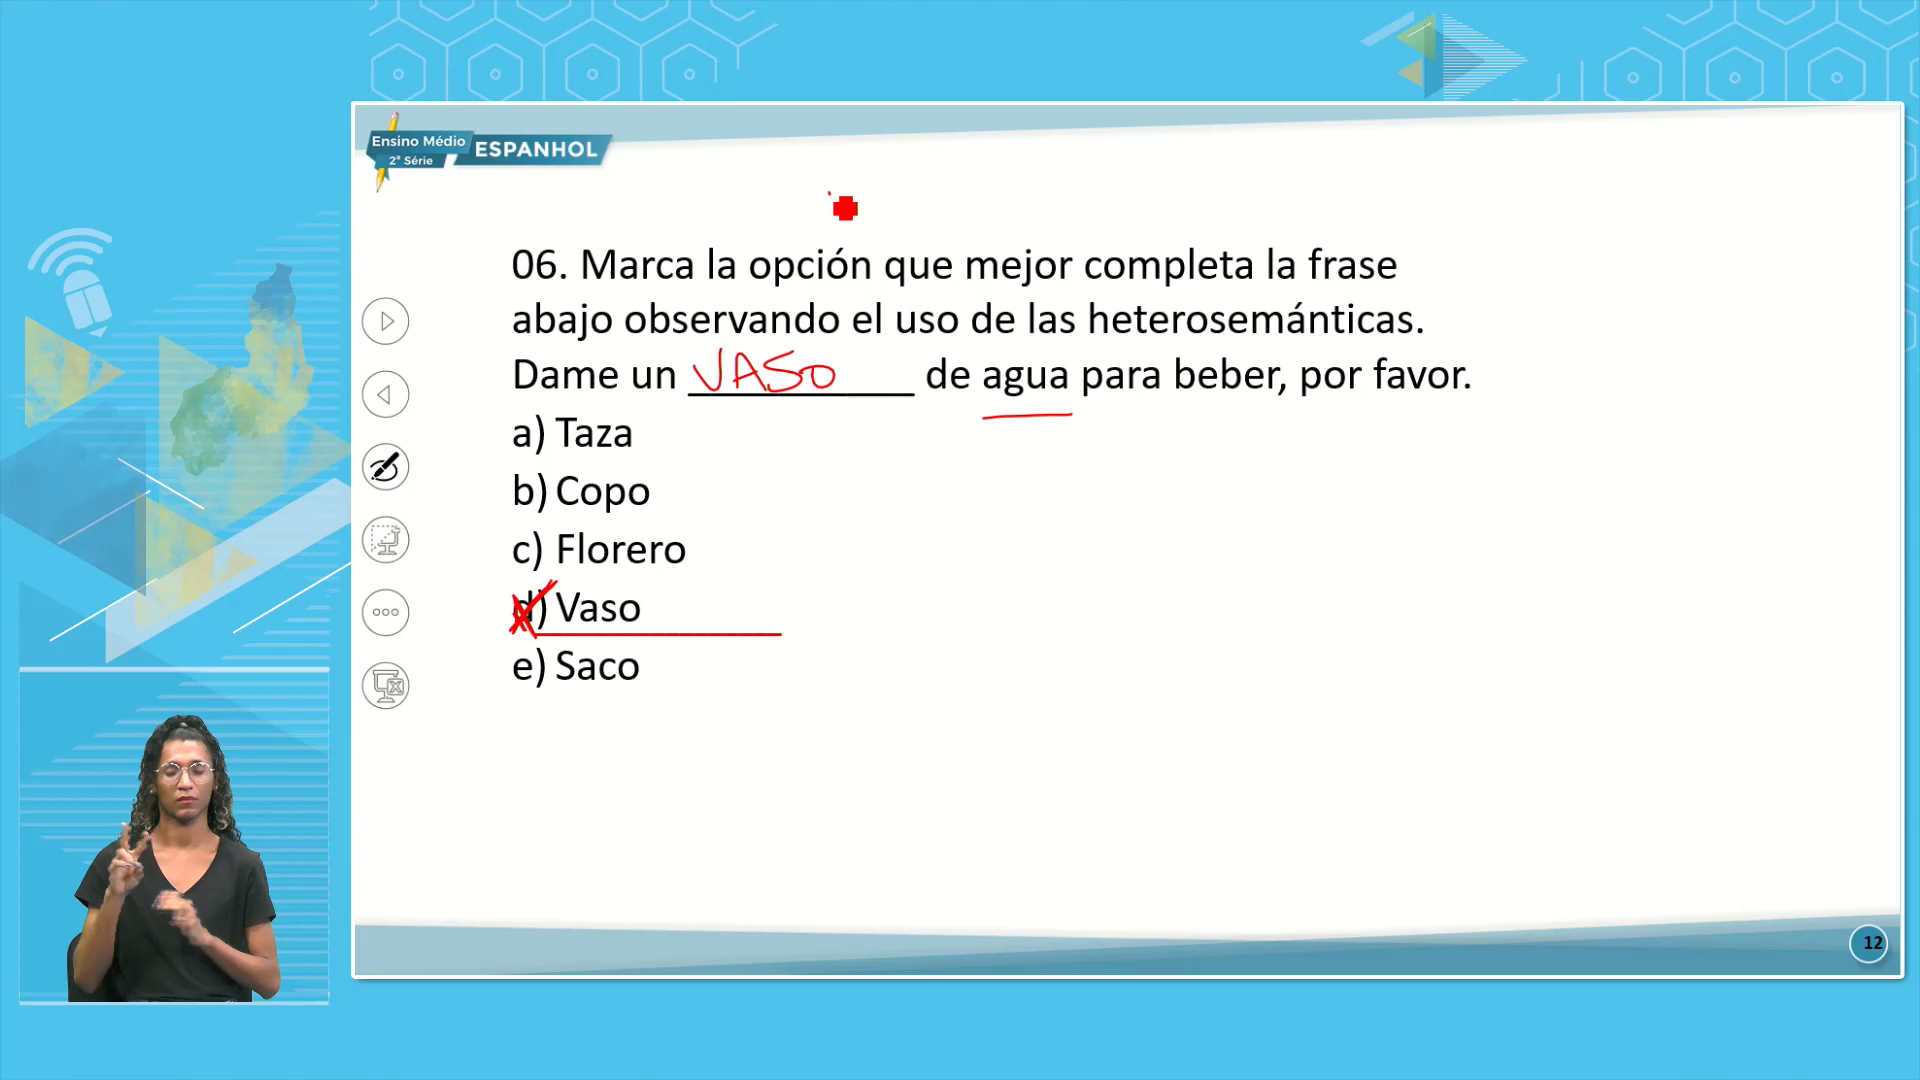 Ensino Médio
2ª Série
ESPANHOL
06. Marca la opción que mejor completa la frase
abajo observando el uso de las heterosemánticas.
Dame un VASO de agua para beber, por favor.
a) Taza
b) Copo
c) Florero
d) Vaso
e) Saco
12